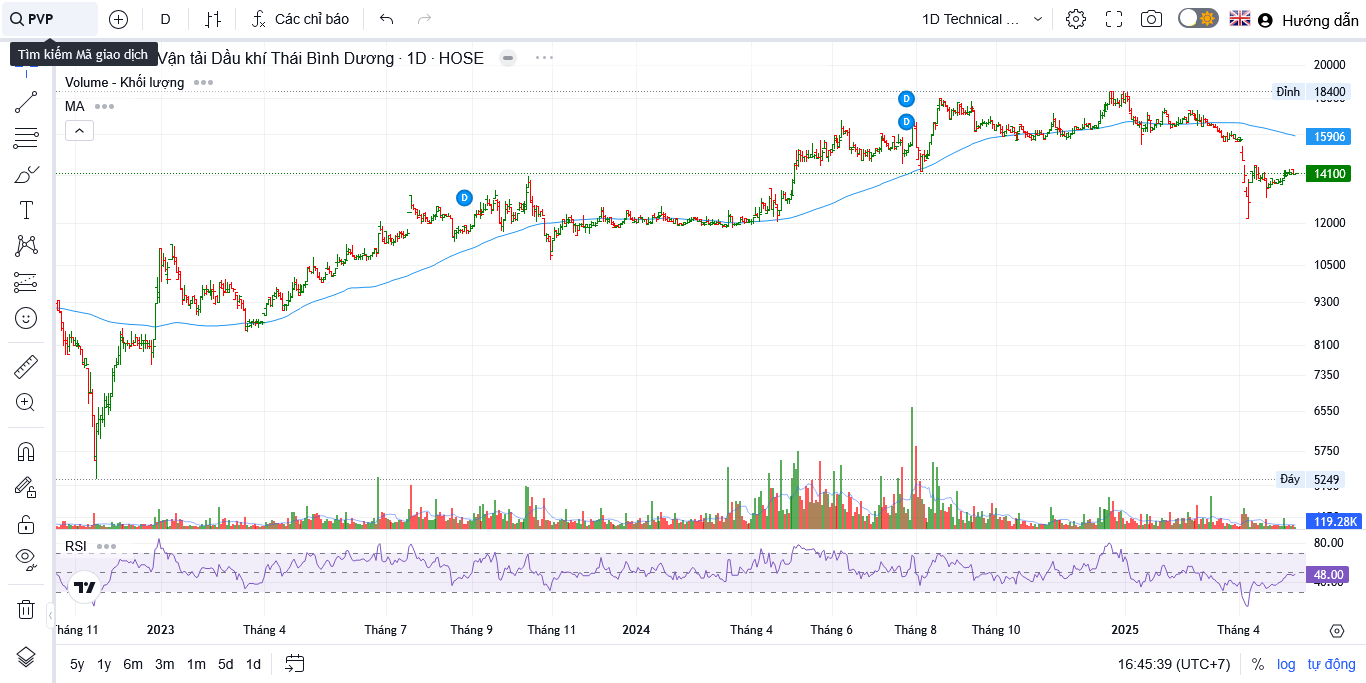 PVP
D
Các chỉ báo
1D Technical ...
Hướng dẫn
Tìm kiếm Mã giao dịch
Vận tải Dầu khí Thái Bình Dương · 1D · HOSE
Volume - Khối lượng
MA
20000
Đỉnh 18400
15906
14100
12000
10500
9300
8100
7350
6550
5750
Đáy 5249
119.28K
D
D
D
RSI
80.00
48.00
Tháng 11 2023 Tháng 4 Tháng 7 Tháng 9 Tháng 11 2024 Tháng 4 Tháng 6 Tháng 8 Tháng 10 2025 Tháng 4
5y 1y 6m 3m 1m 5d 1d
16:45:39 (UTC+7) % log tự động